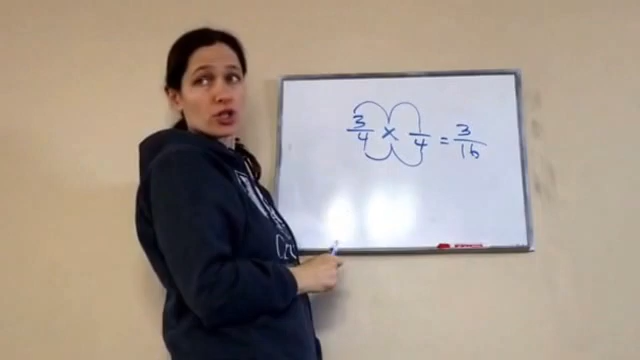 3/4 x 1/4 = 3/16